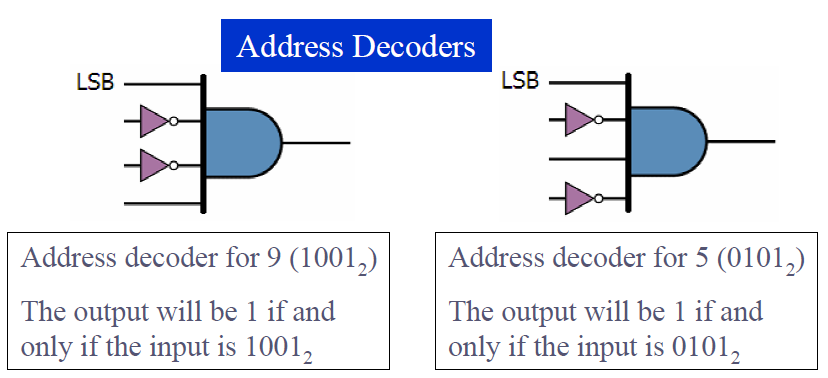 Address Decoders
LSB
LSB
Address decoder for 9 (1001₂)
The output will be 1 if and
only if the input is 1001₂
Address decoder for 5 (0101₂)
The output will be 1 if and
only if the input is 0101₂